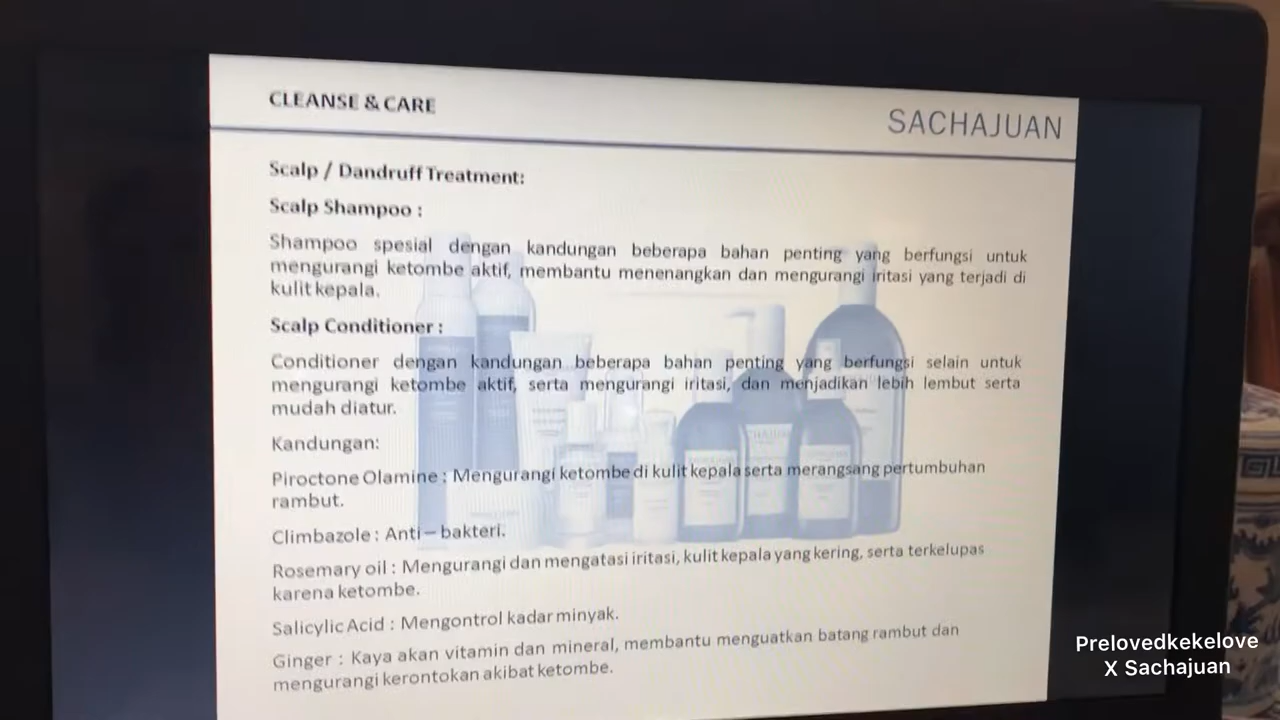 CLEANSE & CARE
SACHAJUAN
Scalp / Dandruff Treatment:
Scalp Shampoo :
Shampoo spesial dengan kandungan beberapa bahan penting yang berfungsi untuk
mengurangi ketombe aktif, membantu menenangkan dan mengurangi iritasi yang terjadi di
kulit kepala.
Scalp Conditioner :
Conditioner dengan kandungan beberapa bahan penting yang berfungsi selain untuk
mengurangi ketombe aktif, serta mengurangi iritasi, dan menjadikan lebih lembut serta
mudah diatur.
Kandungan:
Piroctone Olamine : Mengurangi ketombe di kulit kepala serta merangsang pertumbuhan
rambut.
Climbazole : Anti – bakteri.
Rosemary oil : Mengurangi dan mengatasi iritasi, kulit kepala yang kering, serta terkelupas
karena ketombe.
Salicylic Acid : Mengontrol kadar minyak.
Ginger : Kaya akan vitamin dan mineral, membantu menguatkan batang rambut dan
mengurangi kerontokan akibat ketombe.
Prelovedkekelove
X Sachajuan